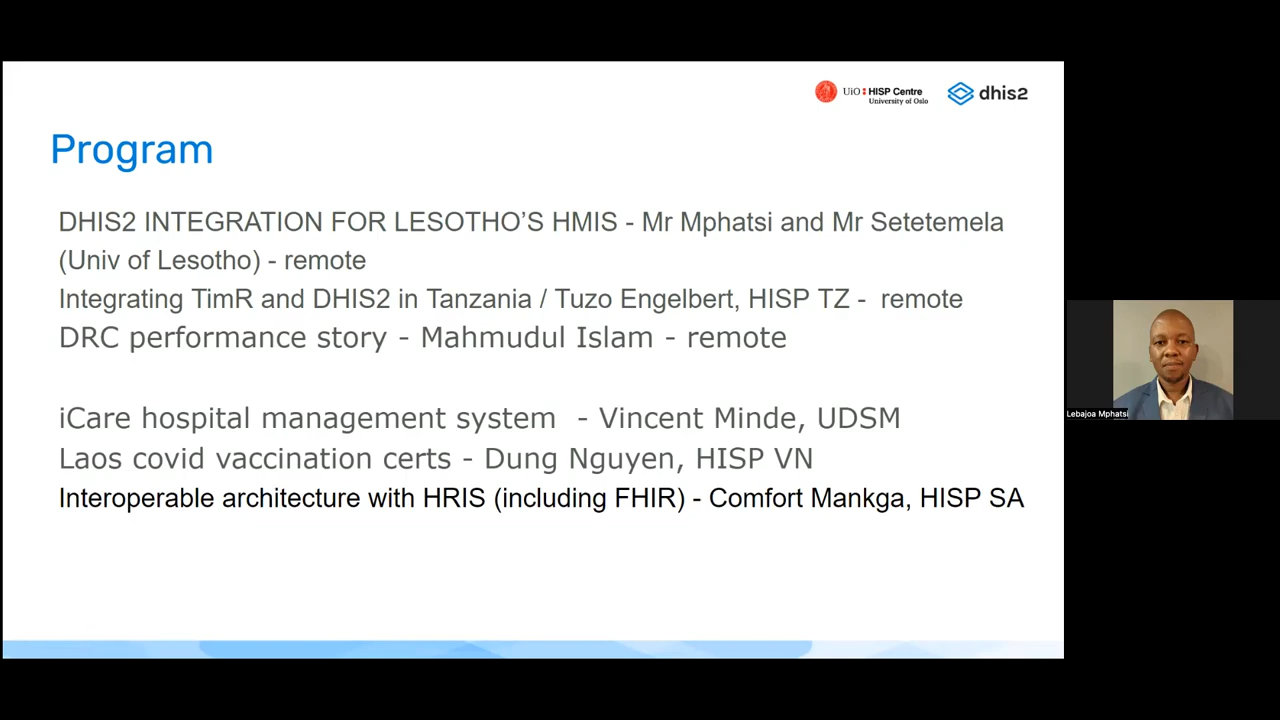 UiO HISP Centre
University of Oslo
dhis2
Program
DHIS2 INTEGRATION FOR LESOTHO’S HMIS - Mr Mphatsi and Mr Setetemela
(Univ of Lesotho) - remote
Integrating TimR and DHIS2 in Tanzania / Tuzo Engelbert, HISP TZ - remote
DRC performance story - Mahmudul Islam - remote
iCare hospital management system - Vincent Minde, UDSM
Laos covid vaccination certs - Dung Nguyen, HISP VN
Interoperable architecture with HRIS (including FHIR) - Comfort Mankga, HISP SA
Lebajoa Mphatsi